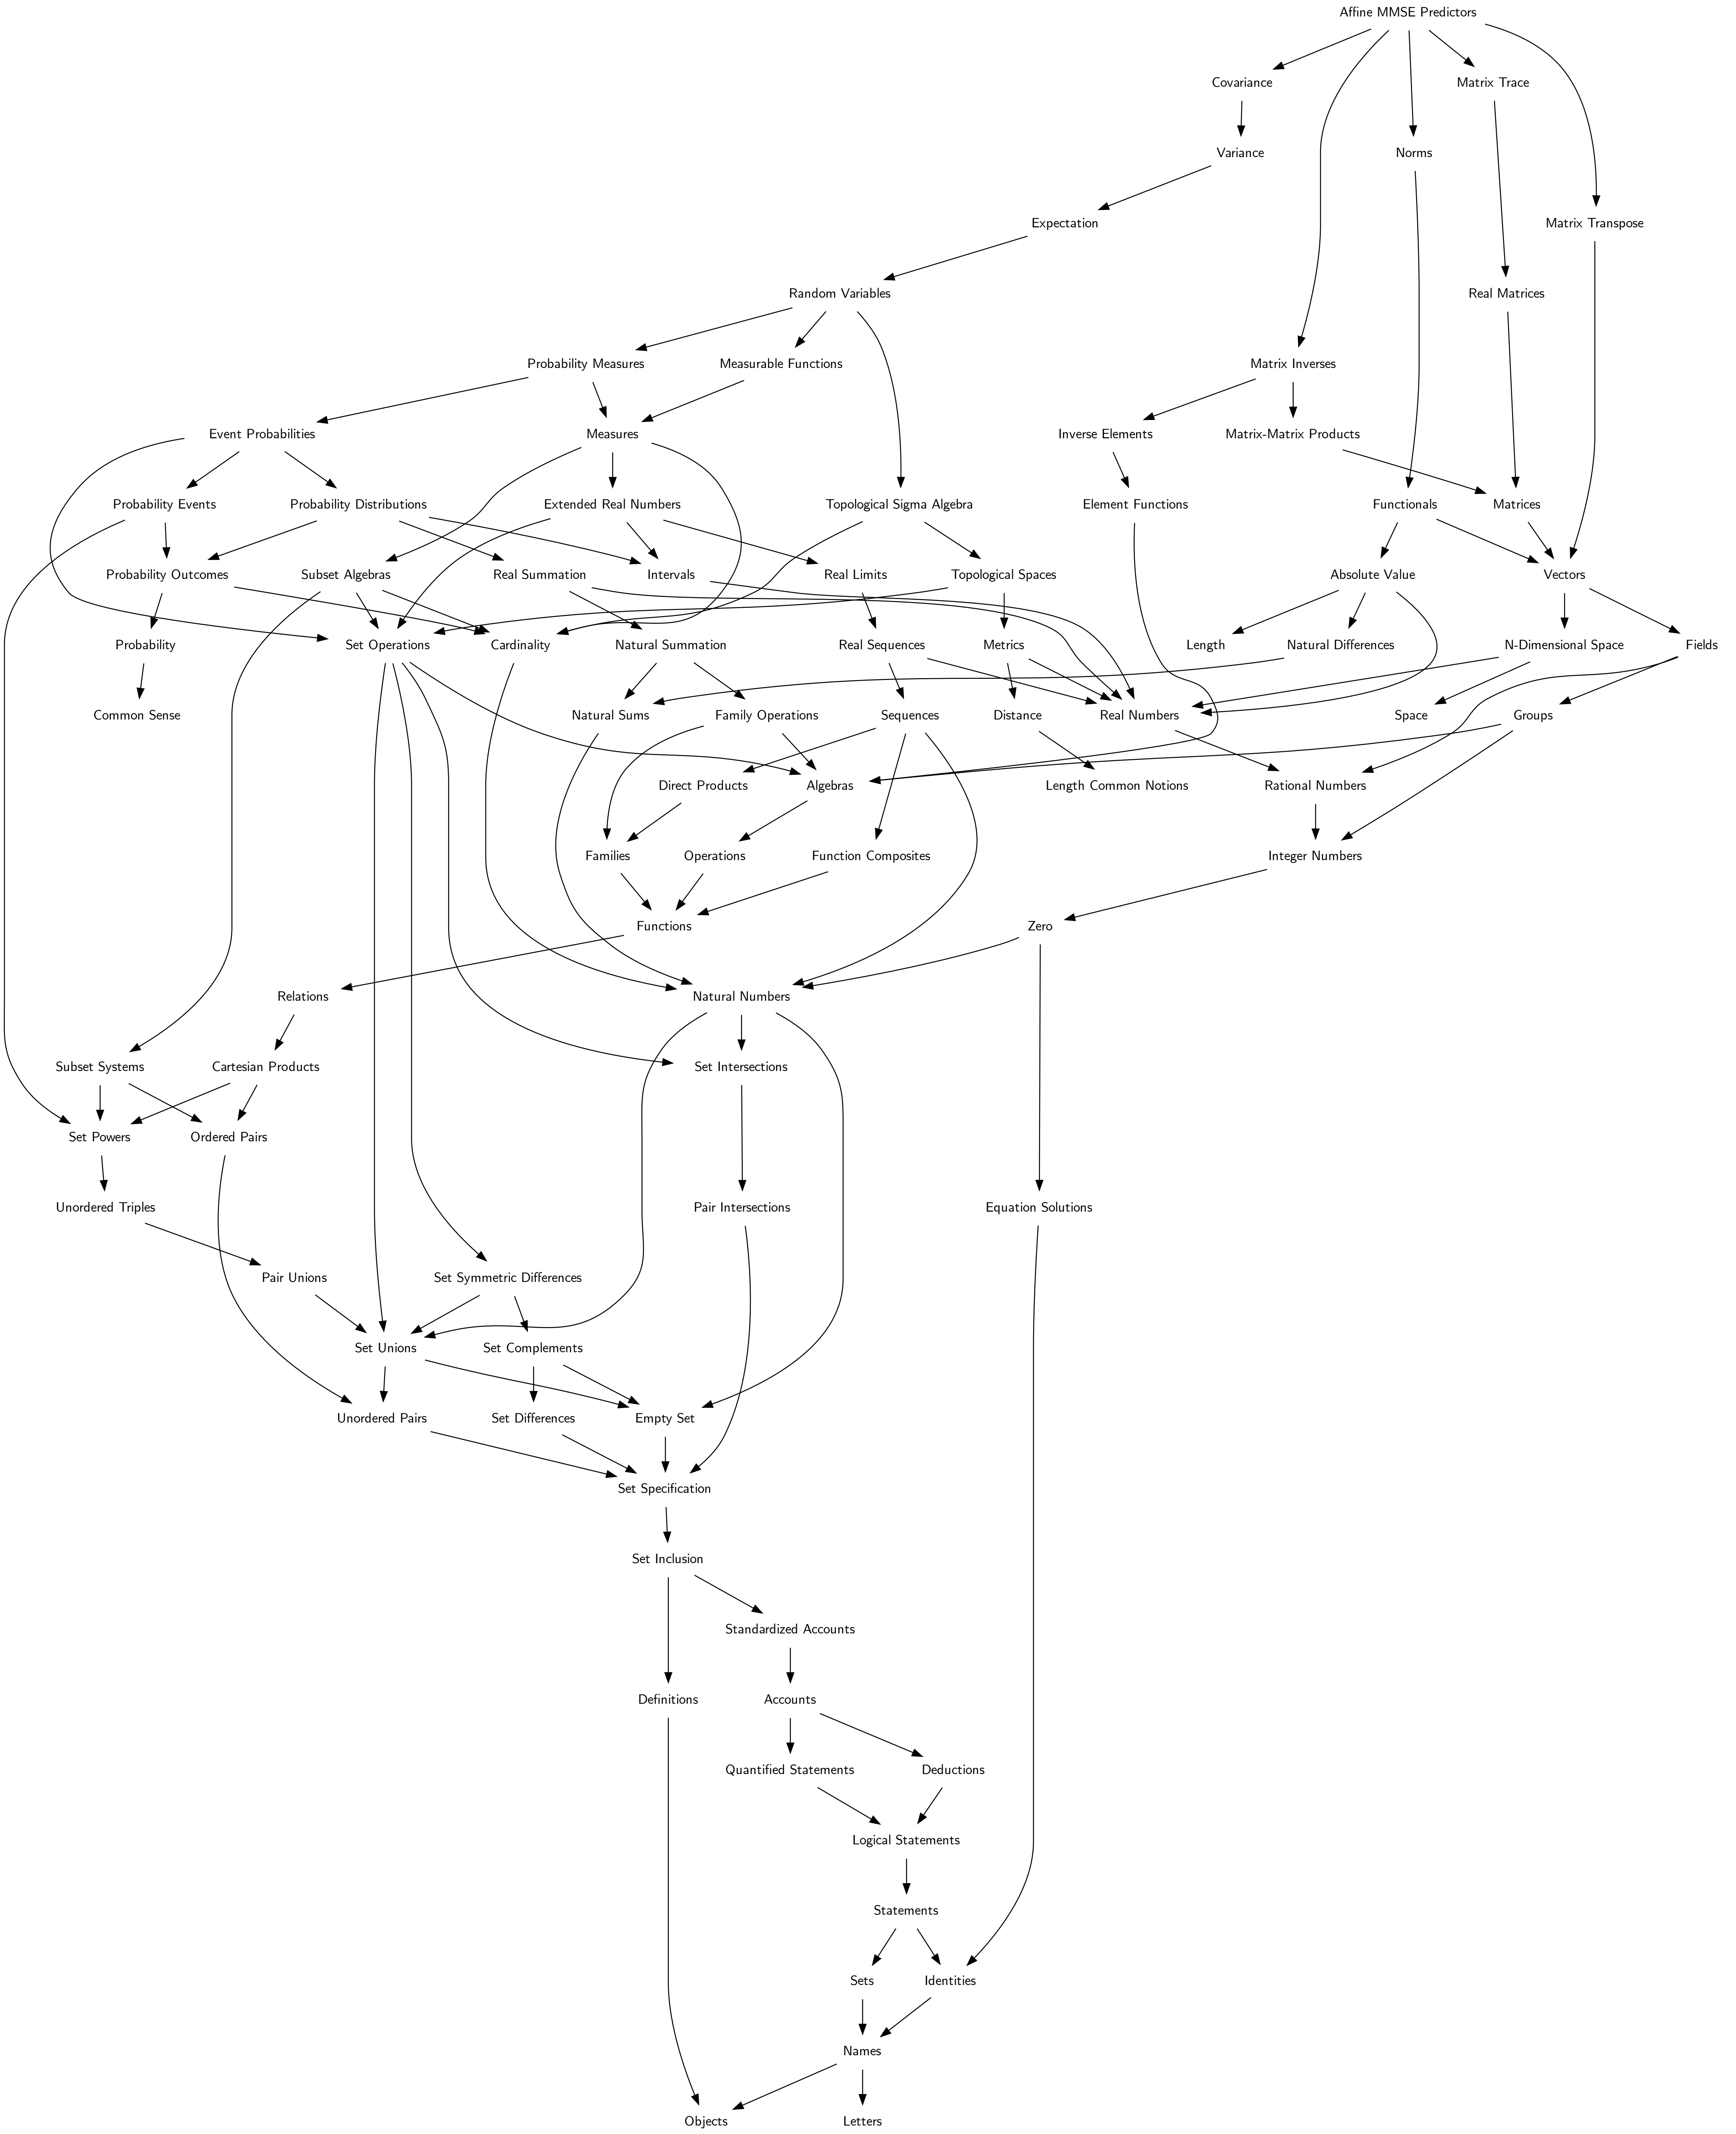 Affine MMSE Predictors
Covariance
Matrix Trace
Variance
Norms
Expectation
Matrix Transpose
Random Variables
Real Matrices
Probability Measures
Measurable Functions
Matrix Inverses
Event Probabilities
Measures
Inverse Elements
Matrix-Matrix Products
Probability Events
Probability Distributions
Extended Real Numbers
Topological Sigma Algebra
Element Functions
Functionals
Matrices
Probability Outcomes
Subset Algebras
Real Summation
Intervals
Real Limits
Topological Spaces
Absolute Value
Vectors
Probability
Set Operations
Cardinality
Natural Summation
Real Sequences
Metrics
Length
Natural Differences
N-Dimensional Space
Fields
Common Sense
Natural Sums
Family Operations
Sequences
Distance
Real Numbers
Space
Groups
Direct Products
Algebras
Length Common Notions
Rational Numbers
Families
Operations
Function Composites
Integer Numbers
Functions
Zero
Relations
Natural Numbers
Subset Systems
Cartesian Products
Set Intersections
Set Powers
Ordered Pairs
Unordered Triples
Pair Intersections
Equation Solutions
Pair Unions
Set Symmetric Differences
Set Unions
Set Complements
Unordered Pairs
Set Differences
Empty Set
Set Specification
Set Inclusion
Standardized Accounts
Definitions
Accounts
Quantified Statements
Deductions
Logical Statements
Statements
Sets
Identities
Names
Objects
Letters